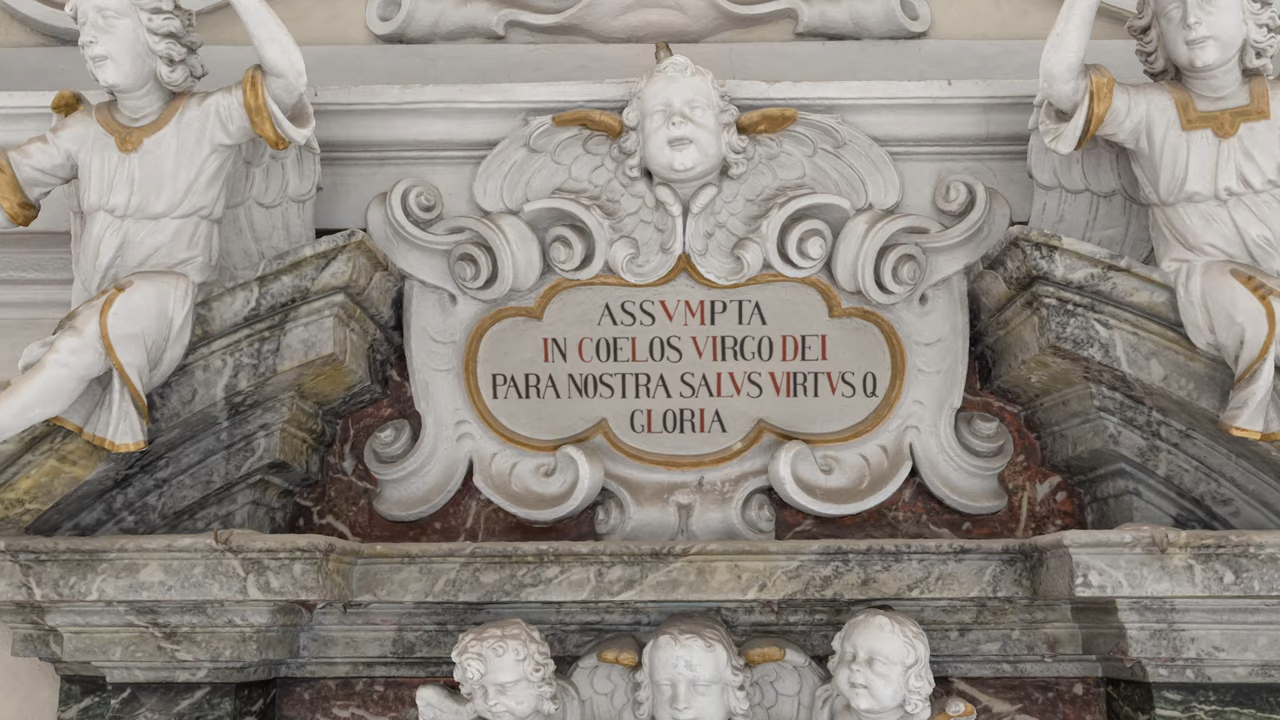 ASSVMPTA
IN COELOS VIRGO DEI
PARA NOSTRA SALVS VIRTVS Q
GLORIA